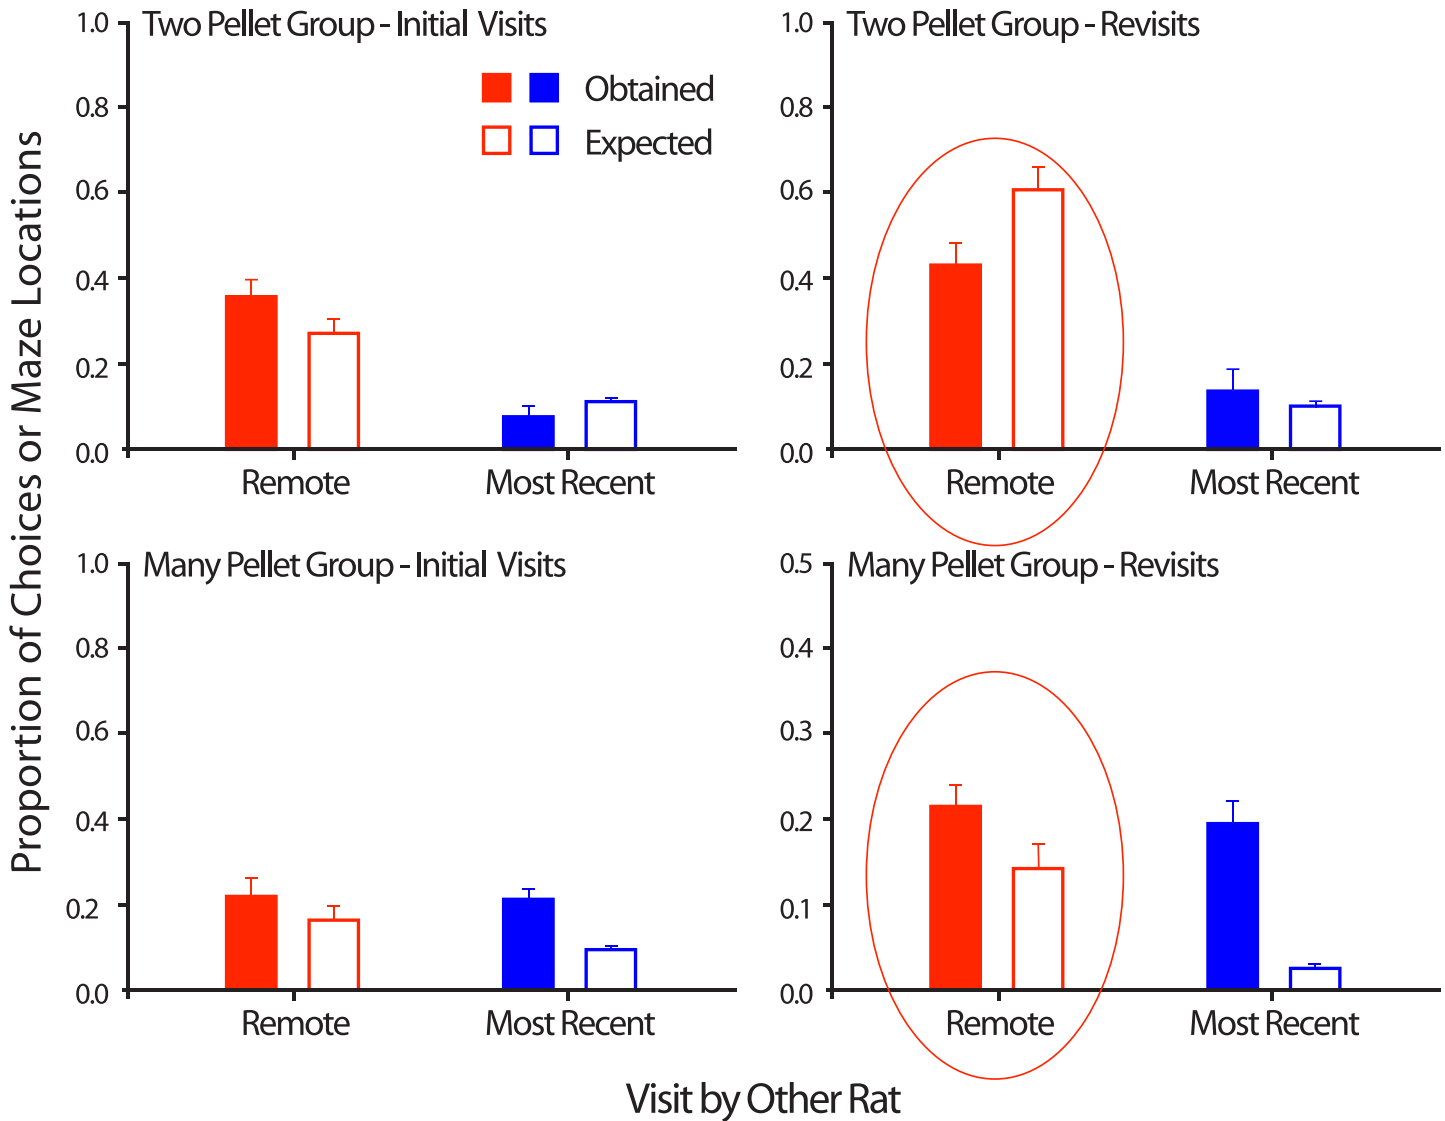 Proportion of Choices or Maze Locations
Two Pellet Group - Initial Visits
1.0
0.8
0.6
0.4
0.2
0.0
Obtained
Expected
Remote
Most Recent
Two Pellet Group - Revisits
1.0
0.8
0.6
0.4
0.2
0.0
Remote
Most Recent
Many Pellet Group - Initial Visits
1.0
0.8
0.6
0.4
0.2
0.0
Remote
Most Recent
Many Pellet Group - Revisits
0.5
0.4
0.3
0.2
0.1
0.0
Remote
Most Recent
Visit by Other Rat